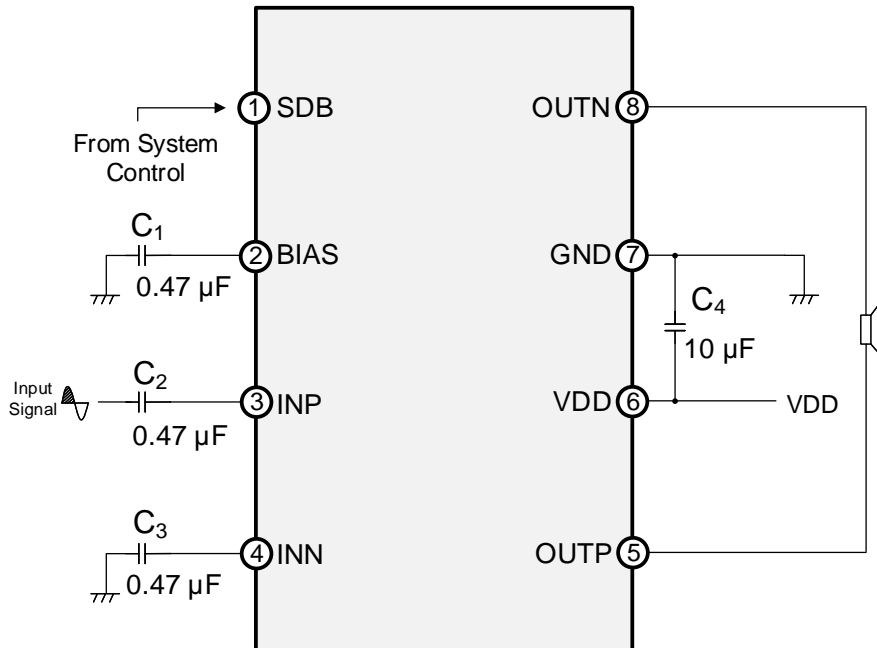 1 SDB
OUTN 8
From System
Control
C₁
2 BIAS
GND 7
0.47 µF
C₄
10 µF
C₂
Input
Signal
3 INP
VDD 6
VDD
0.47 µF
C₃
4 INN
OUTP 5
0.47 µF